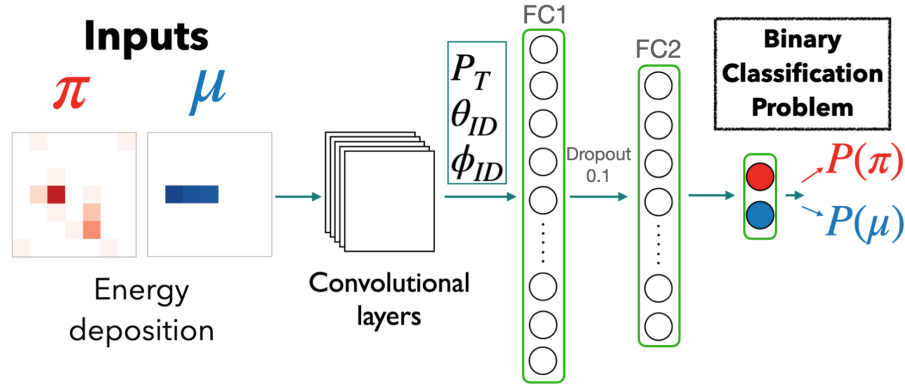 Inputs
π
μ
Energy
deposition
Convolutional
layers
P_T
θ_ID
ϕ_ID
FC1
Dropout
0.1
FC2
Binary
Classification
Problem
P(π)
P(μ)